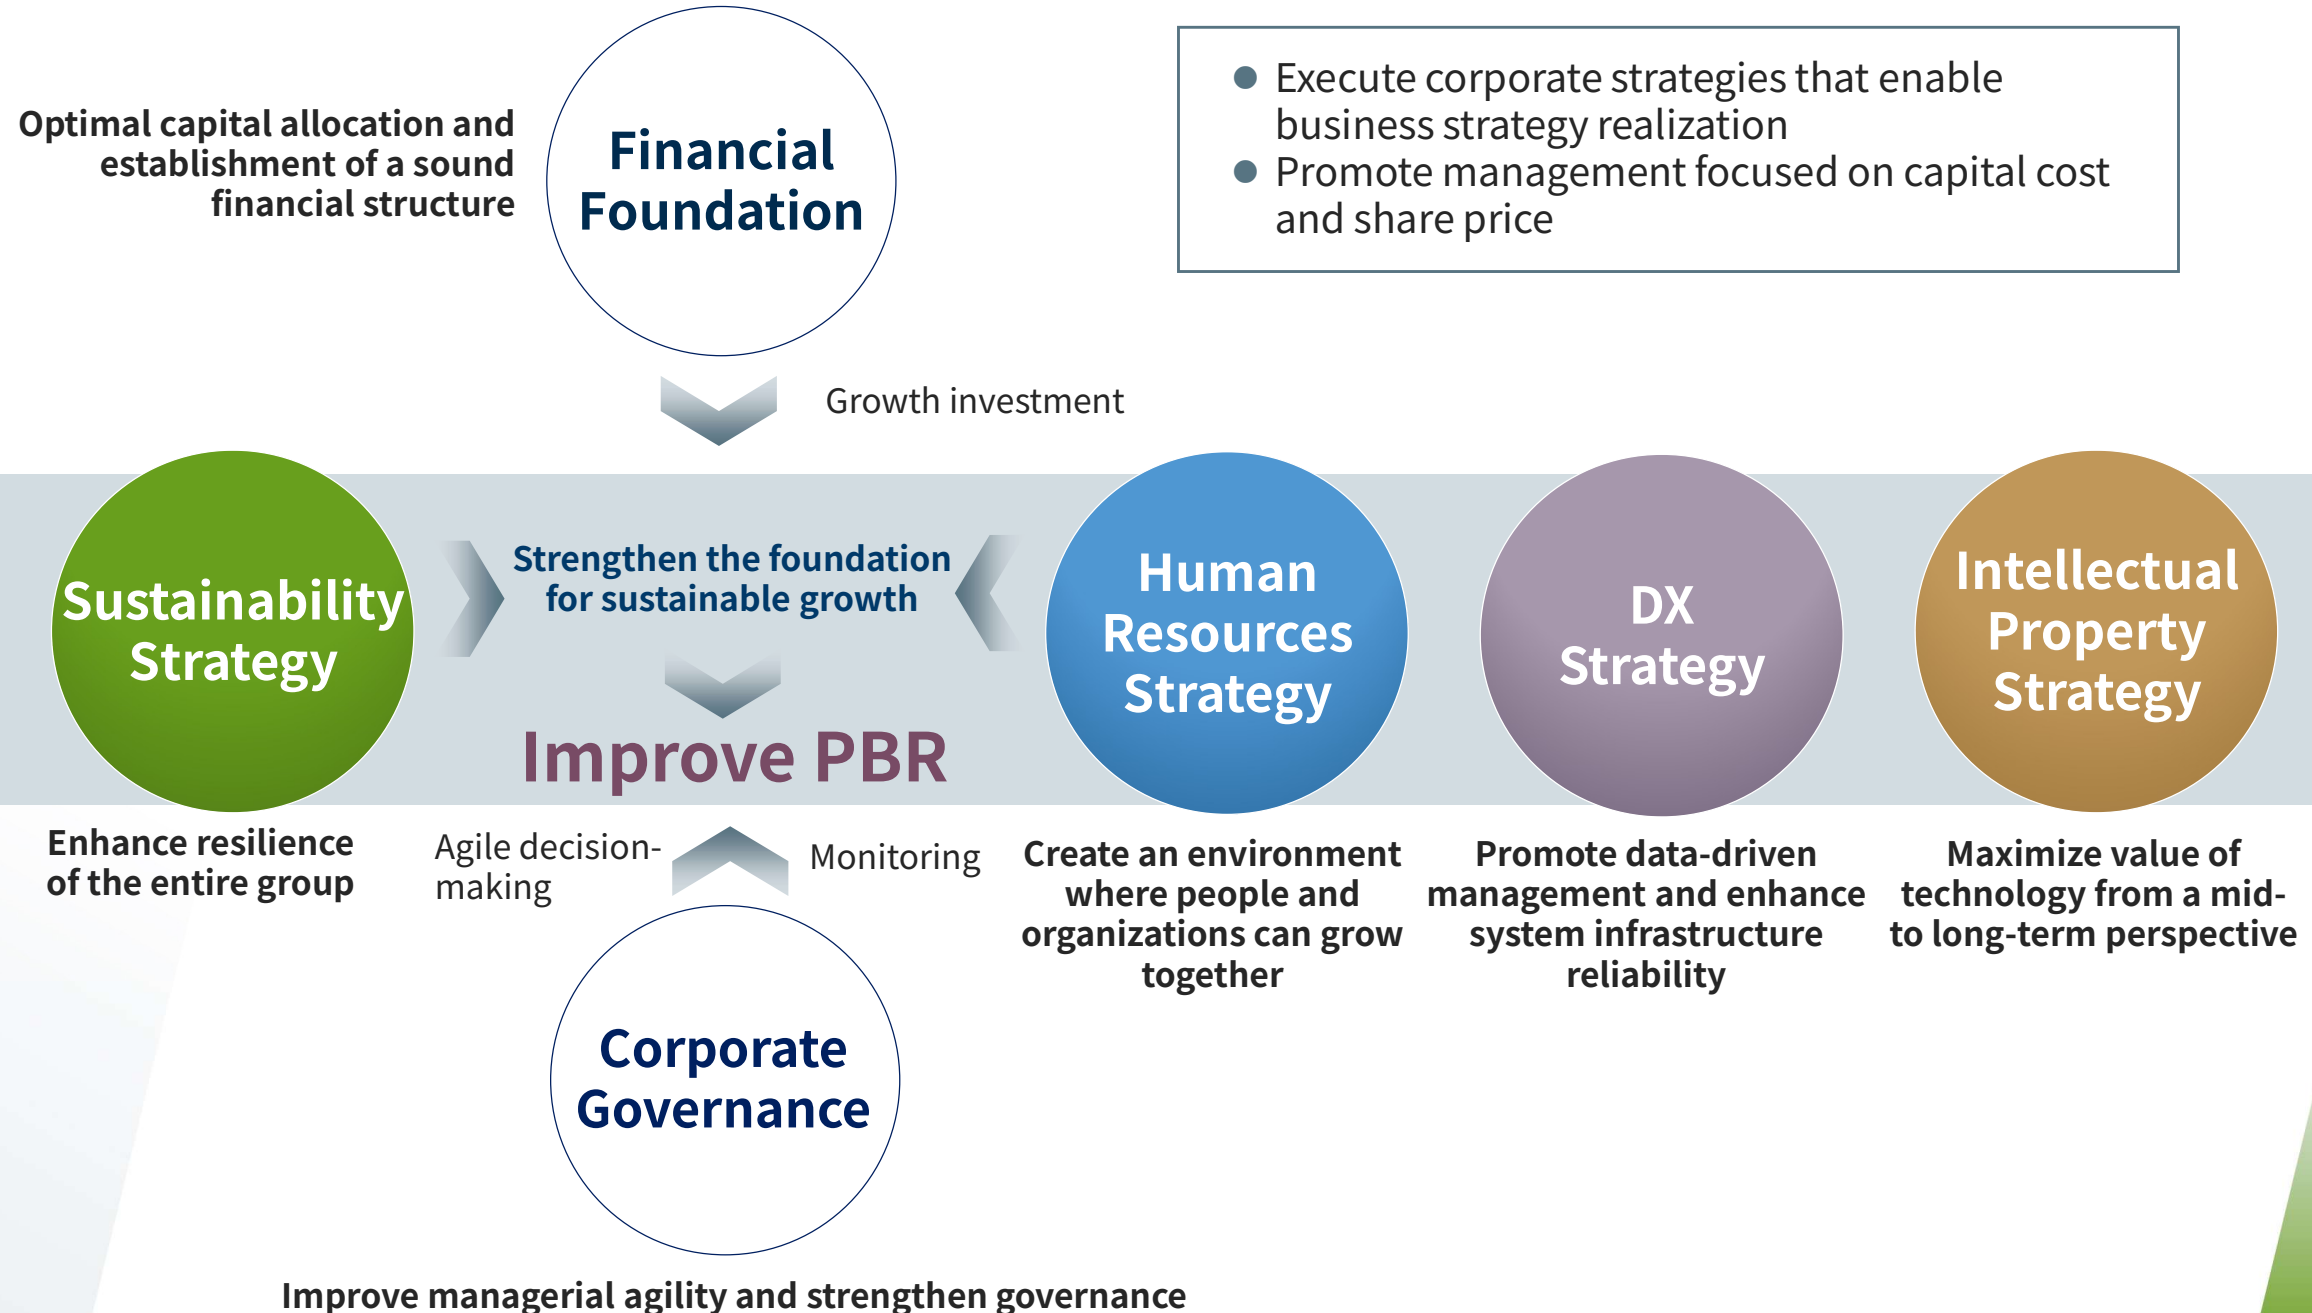 Optimal capital allocation and
establishment of a sound
financial structure
Financial
Foundation
● Execute corporate strategies that enable
business strategy realization
● Promote management focused on capital cost
and share price
Growth investment
Sustainability
Strategy
Strengthen the foundation
for sustainable growth
Improve PBR
Human
Resources
Strategy
DX
Strategy
Intellectual
Property
Strategy
Enhance resilience
of the entire group
Agile decision-
making
Monitoring
Create an environment
where people and
organizations can grow
together
Promote data-driven
management and enhance
system infrastructure
reliability
Maximize value of
technology from a mid-
to long-term perspective
Corporate
Governance
Improve managerial agility and strengthen governance